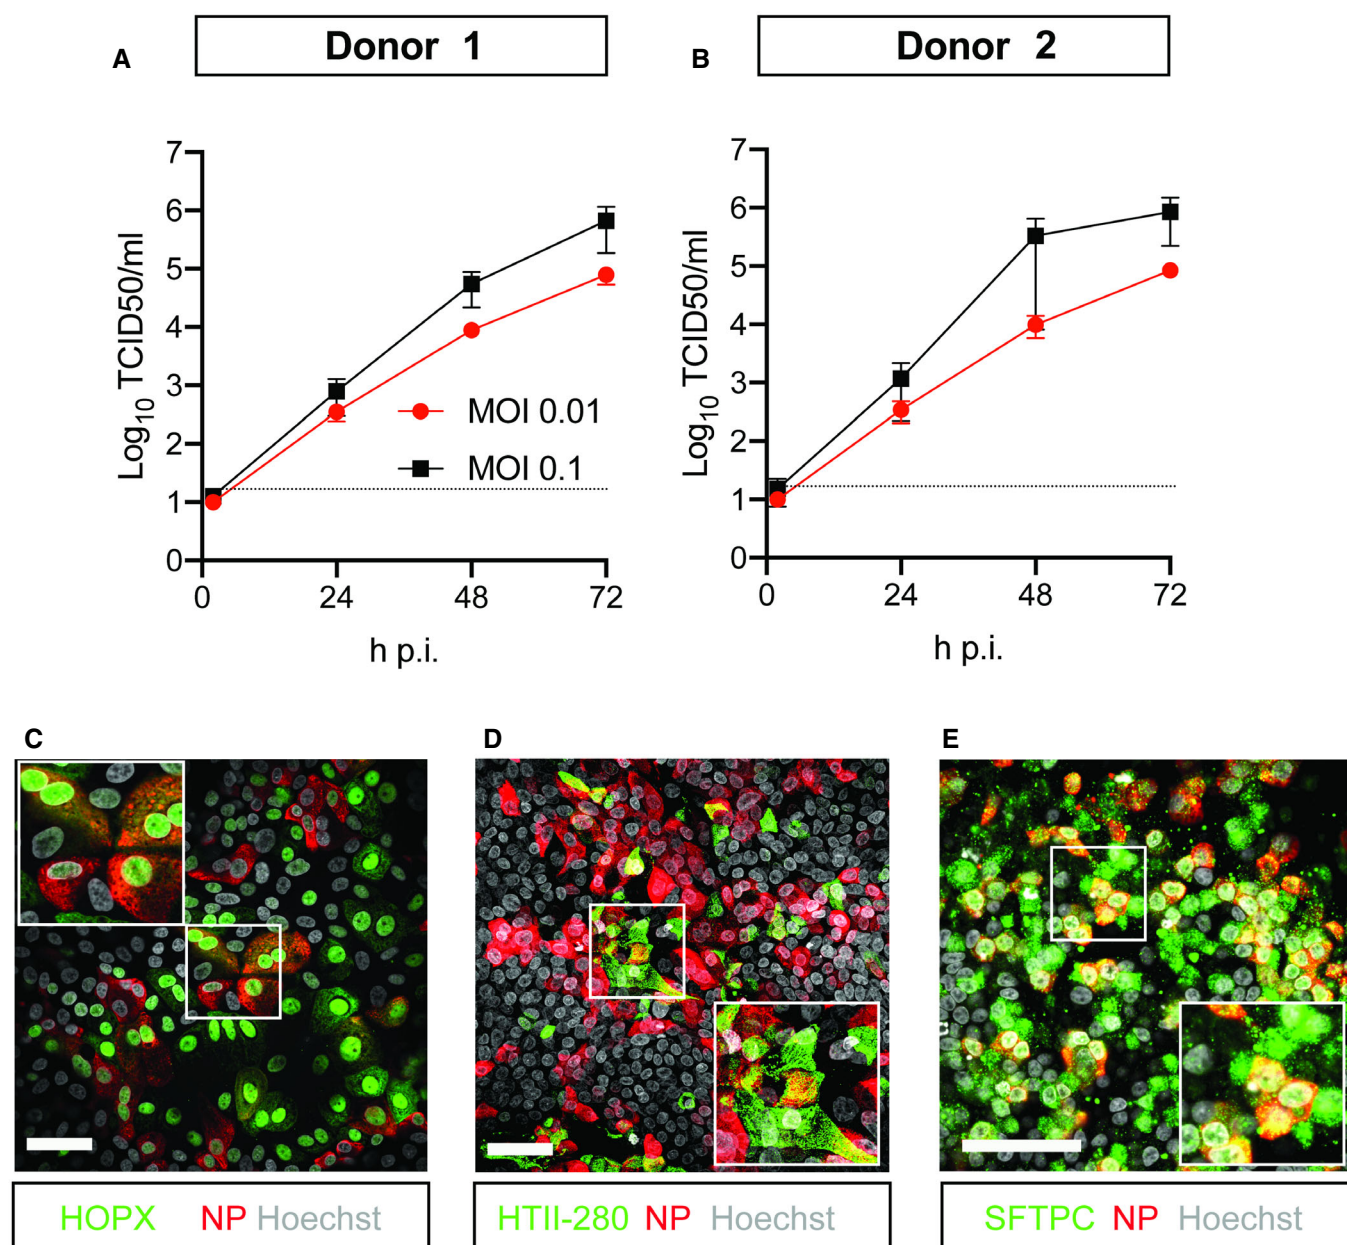 A
Donor 1
B
Donor 2
7
6
5
4
3
2
1
0
Log10 TCID50/ml
MOI 0.01
MOI 0.1
0
24
48
72
h p.i.
7
6
5
4
3
2
1
0
Log10 TCID50/ml
0
24
48
72
h p.i.
C
D
E
HOPX NP Hoechst
HTII-280 NP Hoechst
SFTPC NP Hoechst